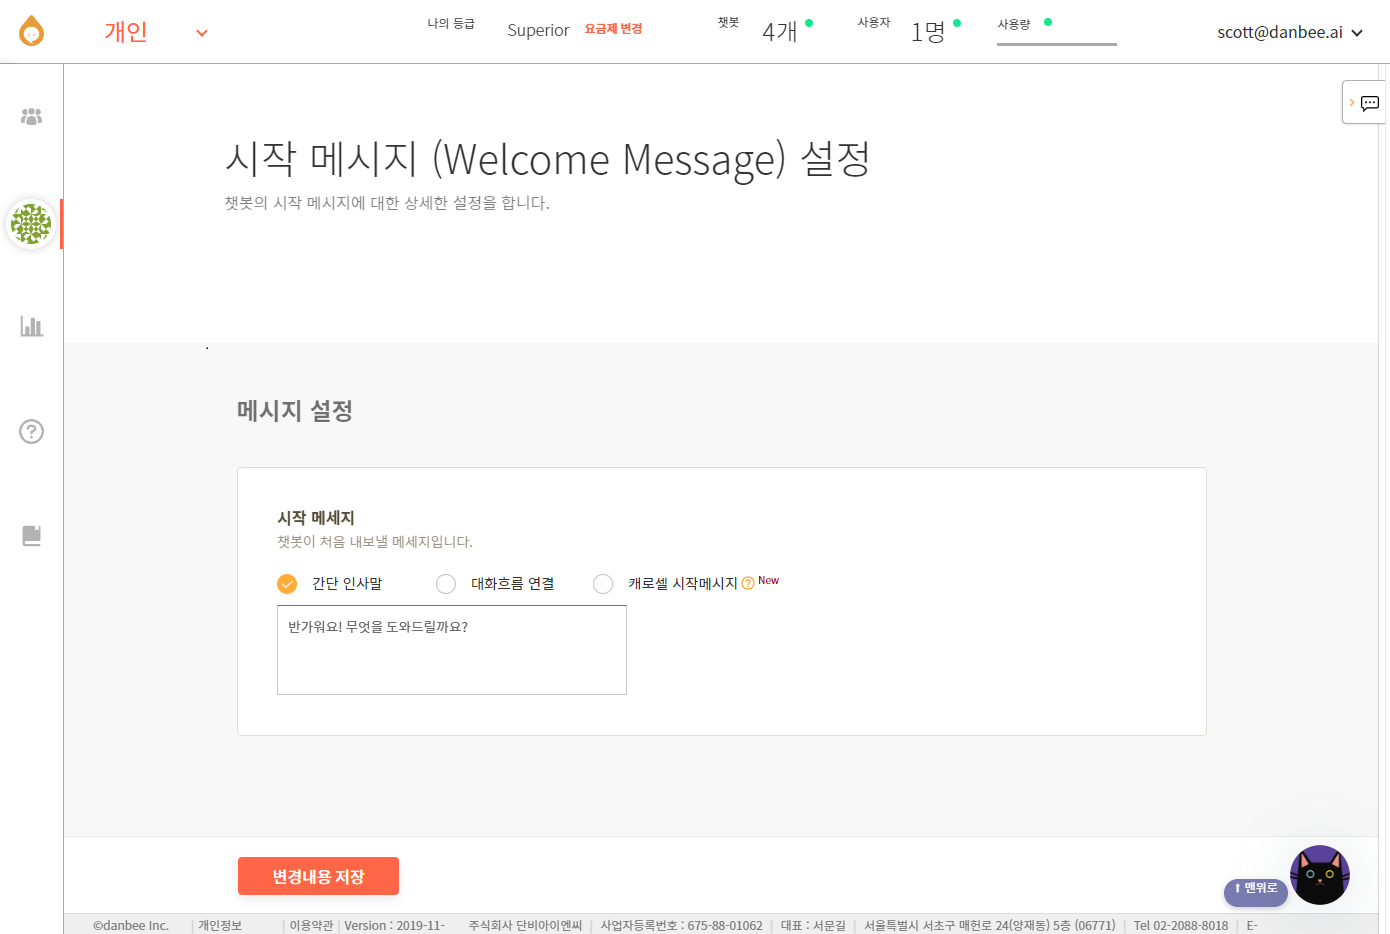 개인
나의 등급 Superior 요금제 변경
챗봇 4개
사용자 1명
사용량
scott@danbee.ai
시작 메시지 (Welcome Message) 설정
챗봇의 시작 메시지에 대한 상세한 설정을 합니다.
.
메시지 설정
시작 메세지
챗봇이 처음 내보낼 메세지입니다.
간단 인사말 대화흐름 연결 캐로셀 시작메시지 ? New
반가워요! 무엇을 도와드릴까요?
변경내용 저장
⬆ 맨위로
©danbee Inc. | 개인정보 | 이용약관 | Version : 2019-11- 주식회사 단비아이엔씨 | 사업자등록번호 : 675-88-01062 | 대표 : 서문길 | 서울특별시 서초구 매헌로 24(양재동) 5층 (06771) | Tel 02-2088-8018 | E-